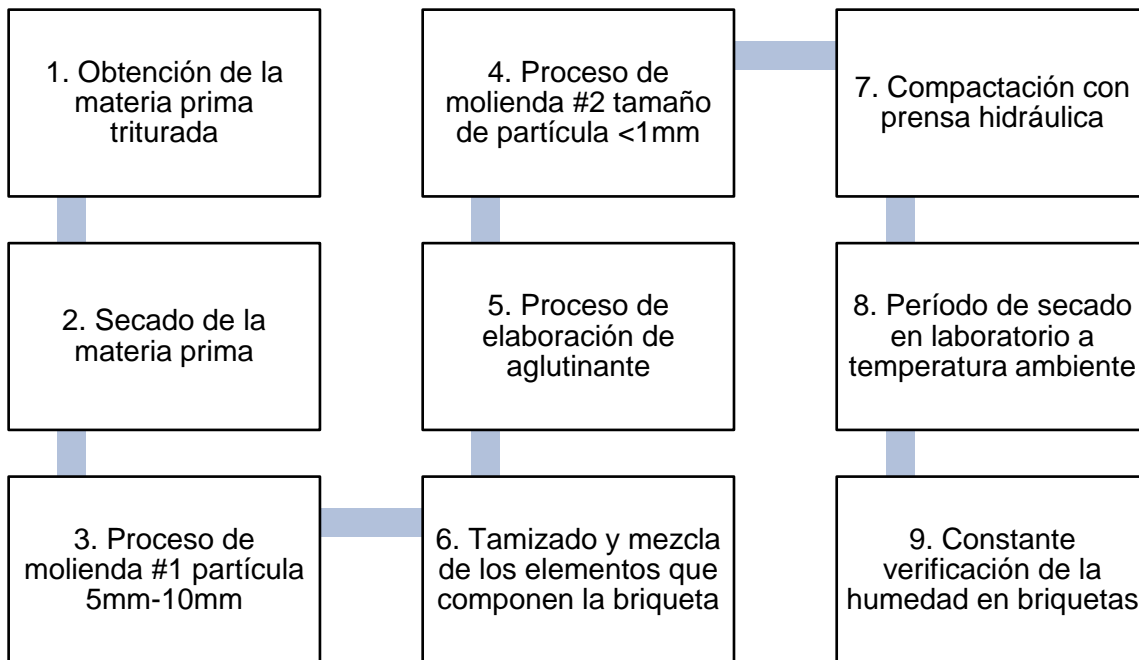 1. Obtención de la
materia prima
triturada
2. Secado de la
materia prima
3. Proceso de
molienda #1 partícula
5mm-10mm
4. Proceso de
molienda #2 tamaño
de partícula <1mm
5. Proceso de
elaboración de
aglutinante
6. Tamizado y mezcla
de los elementos que
componen la briqueta
7. Compactación con
prensa hidráulica
8. Período de secado
en laboratorio a
temperatura ambiente
9. Constante
verificación de la
humedad en briquetas